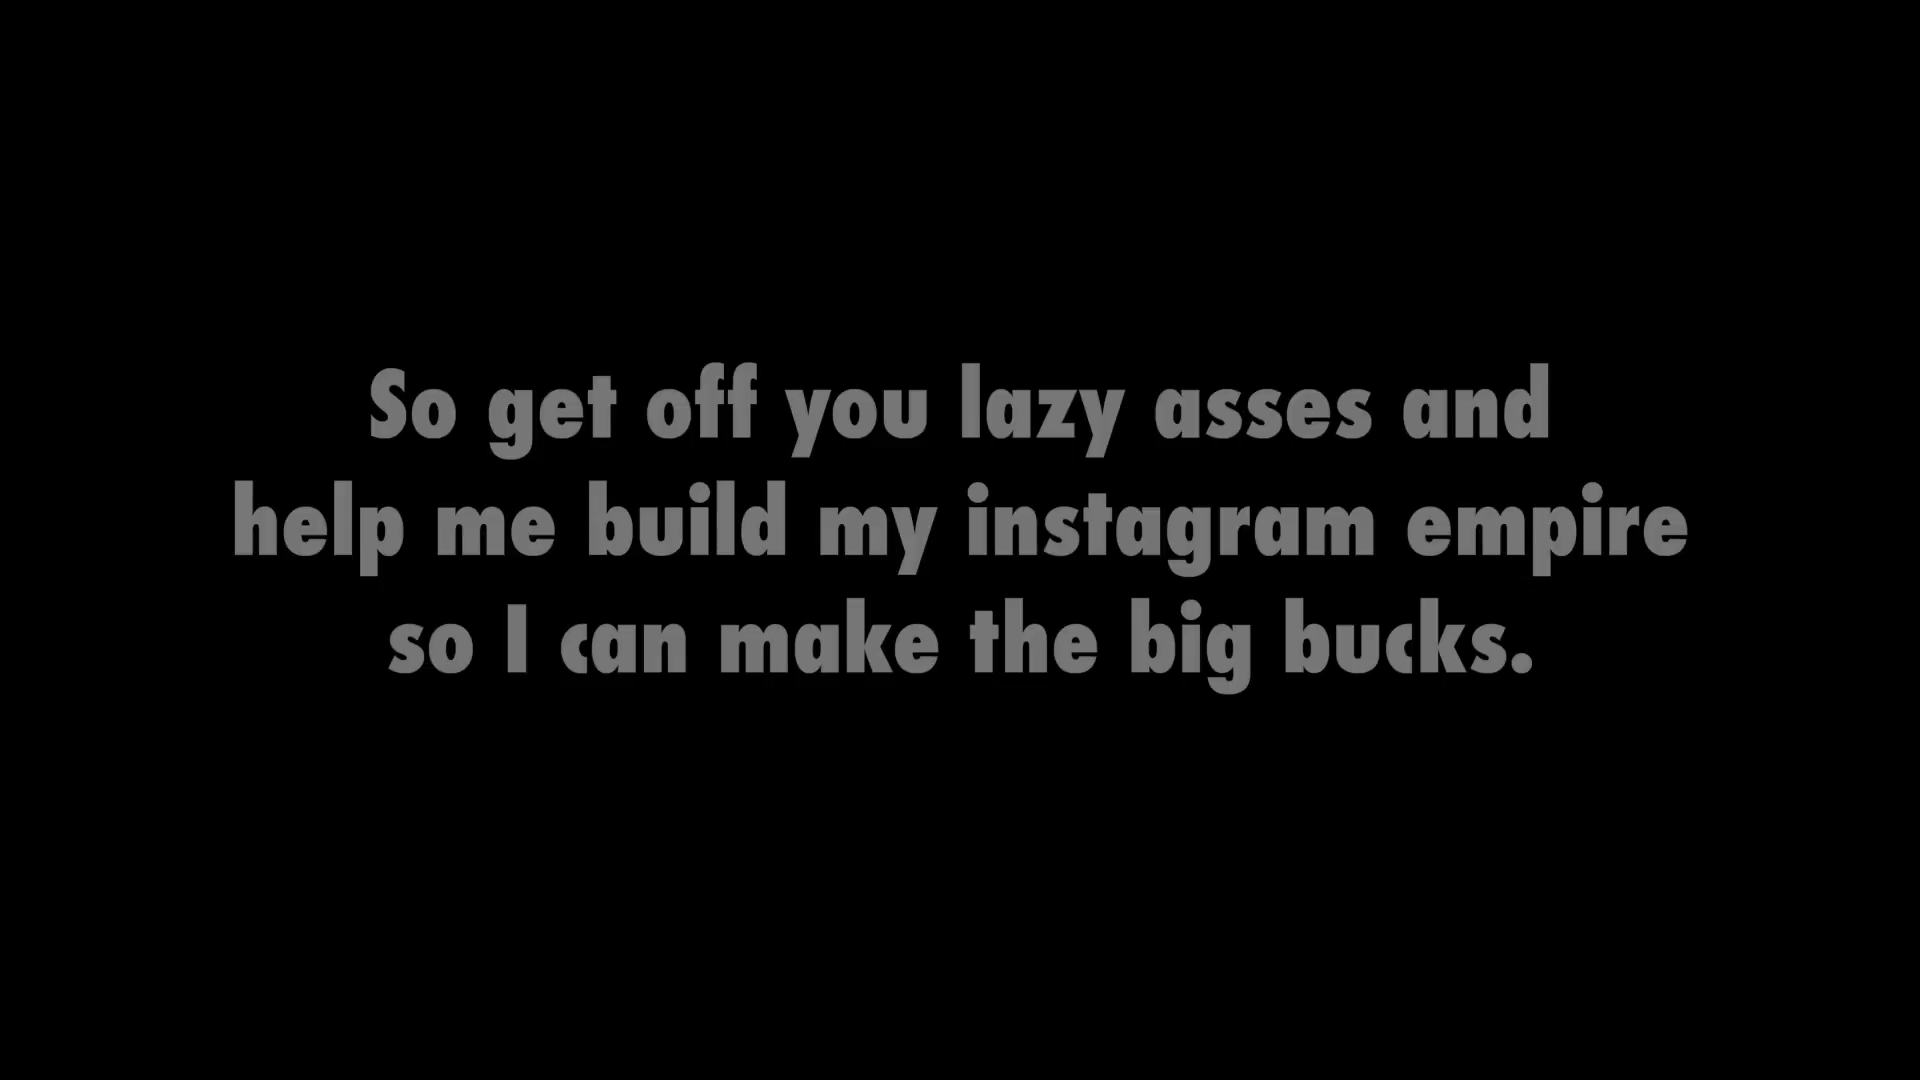 So get off you lazy asses and
help me build my instagram empire
so I can make the big bucks.